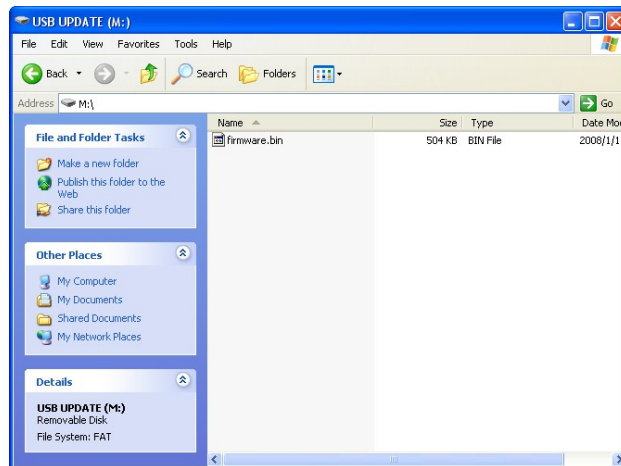 USB UPDATE (M:)
File Edit View Favorites Tools Help
Back Search Folders
Address M:\ Go
Name Size Type Date Mo
firmware.bin 504 KB BIN File 2008/1/1
File and Folder Tasks
Make a new folder
Publish this folder to the
Web
Share this folder
Other Places
My Computer
My Documents
Shared Documents
My Network Places
Details
USB UPDATE (M:)
Removable Disk
File System: FAT